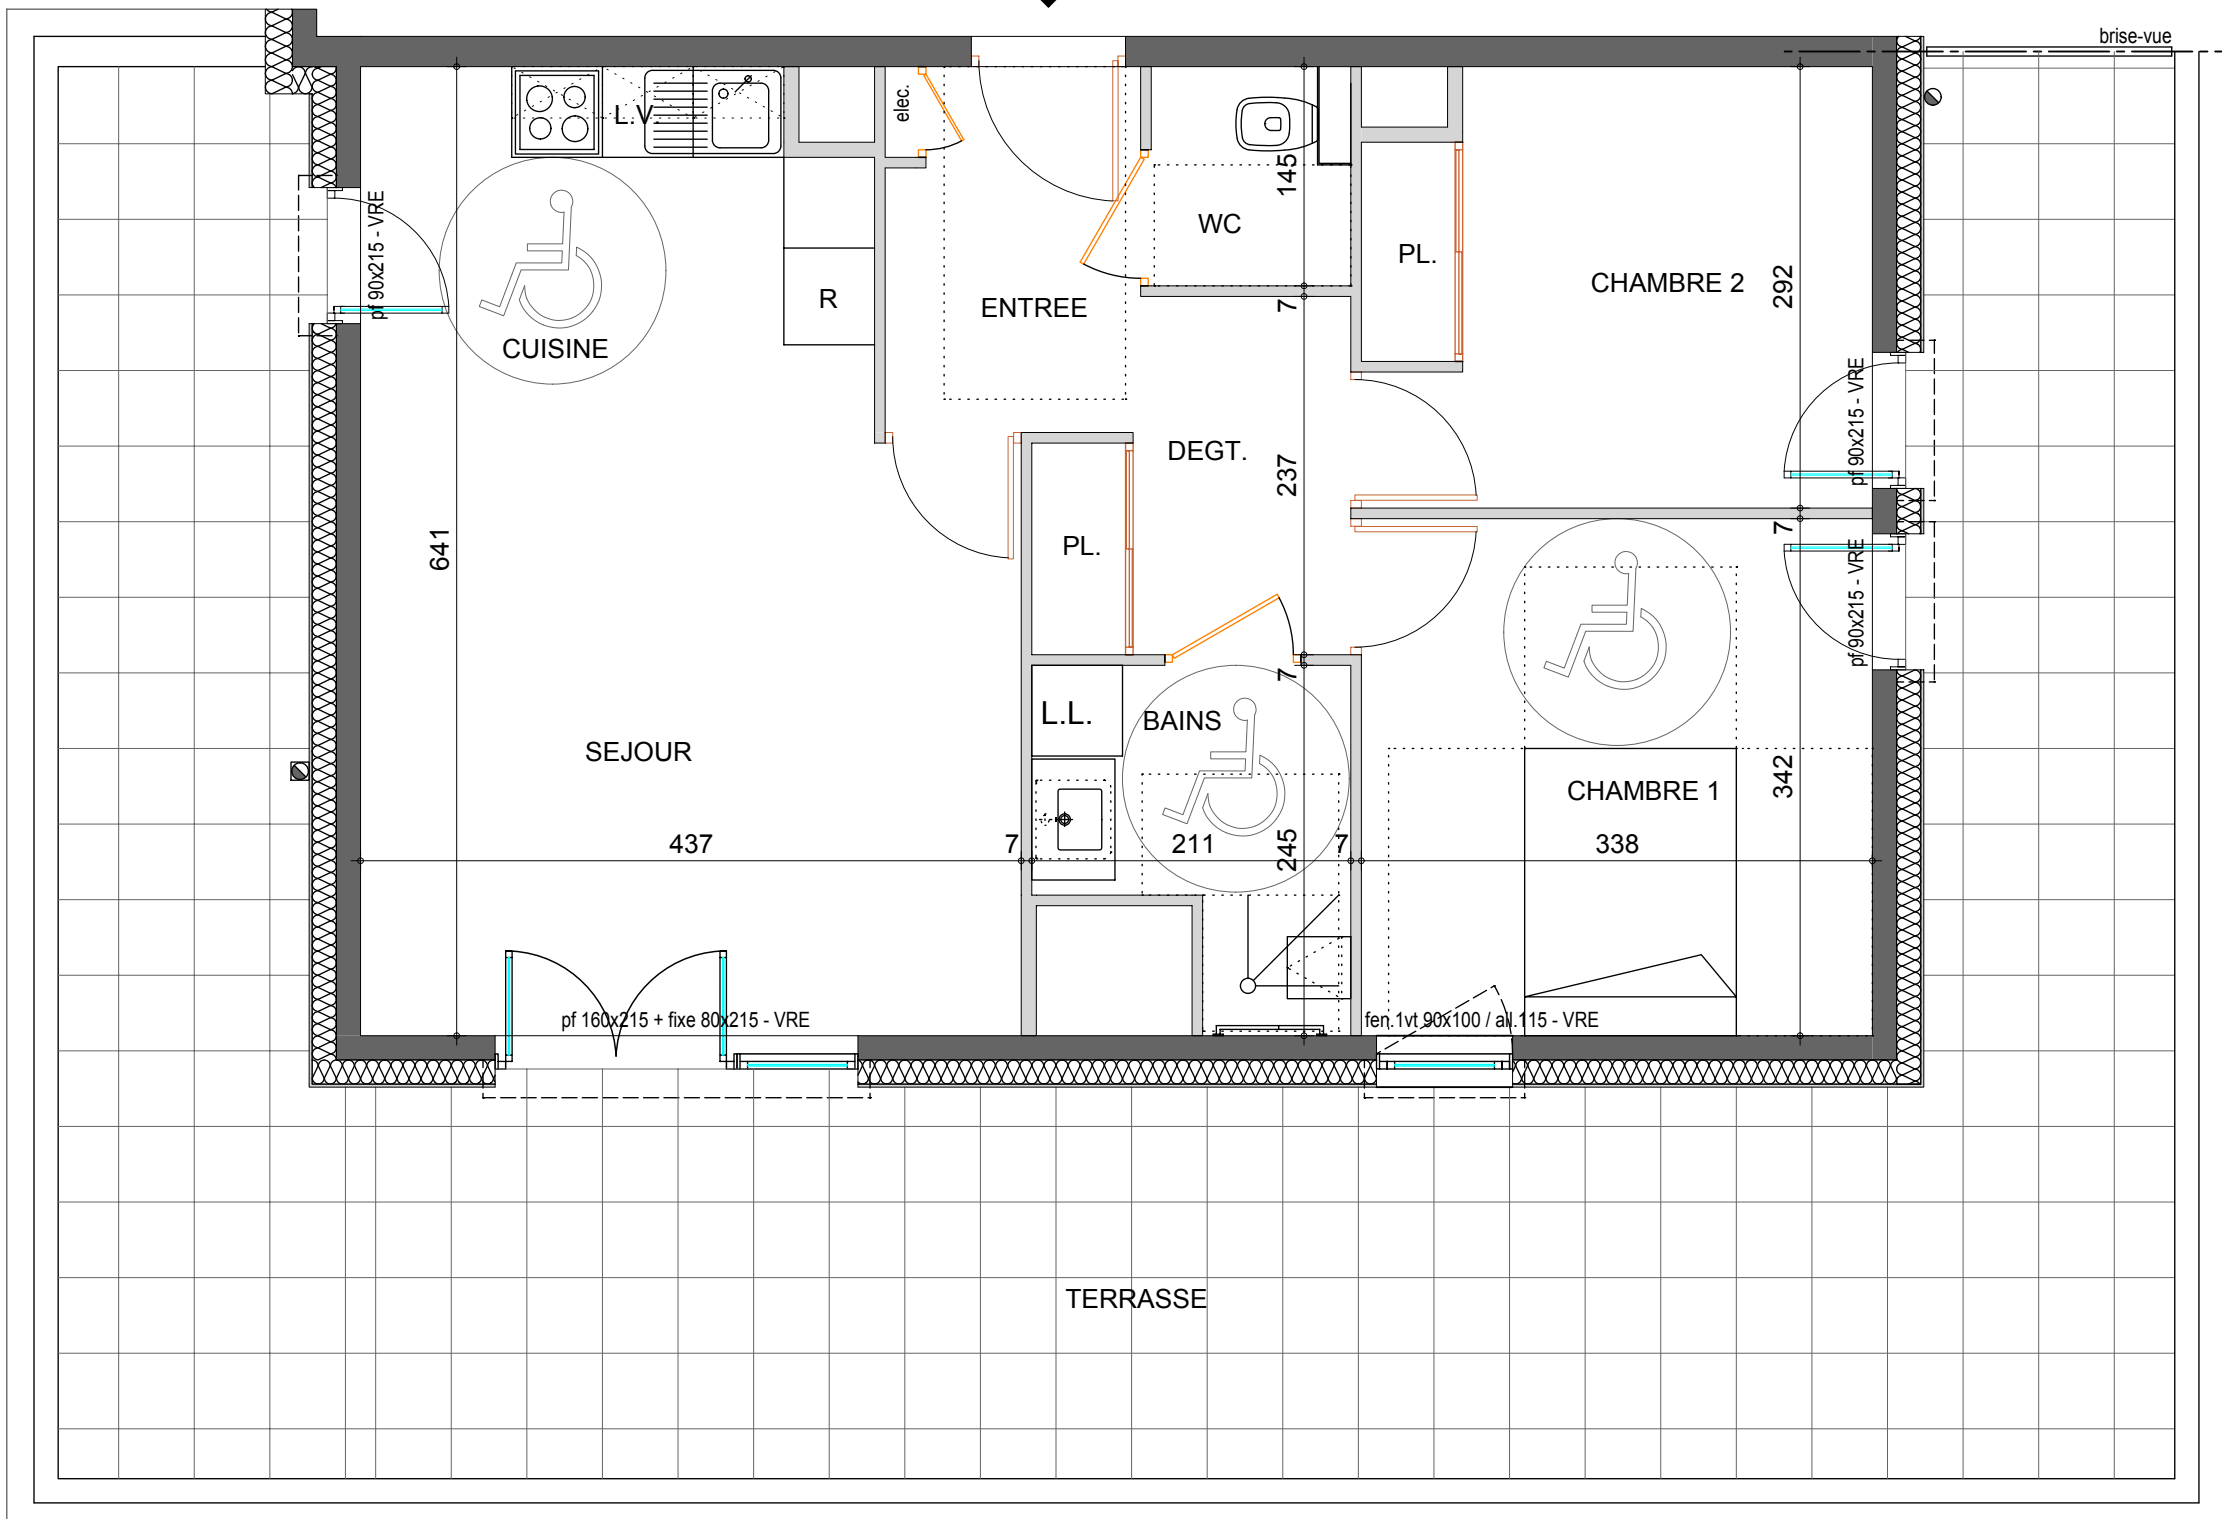 brise-vue
elec.
L.V.
145
WC
pf 90x215 - VRE
PL.
CHAMBRE 2
292
R
ENTREE
7
CUISINE
pf 90x215 - VRE
DEGT.
237
641
PL.
7
pf 90x215 - VRE
7
L.L.
BAINS
SEJOUR
CHAMBRE 1
342
437
7
211
245
7
338
pf 160x215 + fixe 80x215 - VRE
fen.1vt 90x100 / all.115 - VRE
TERRASSE